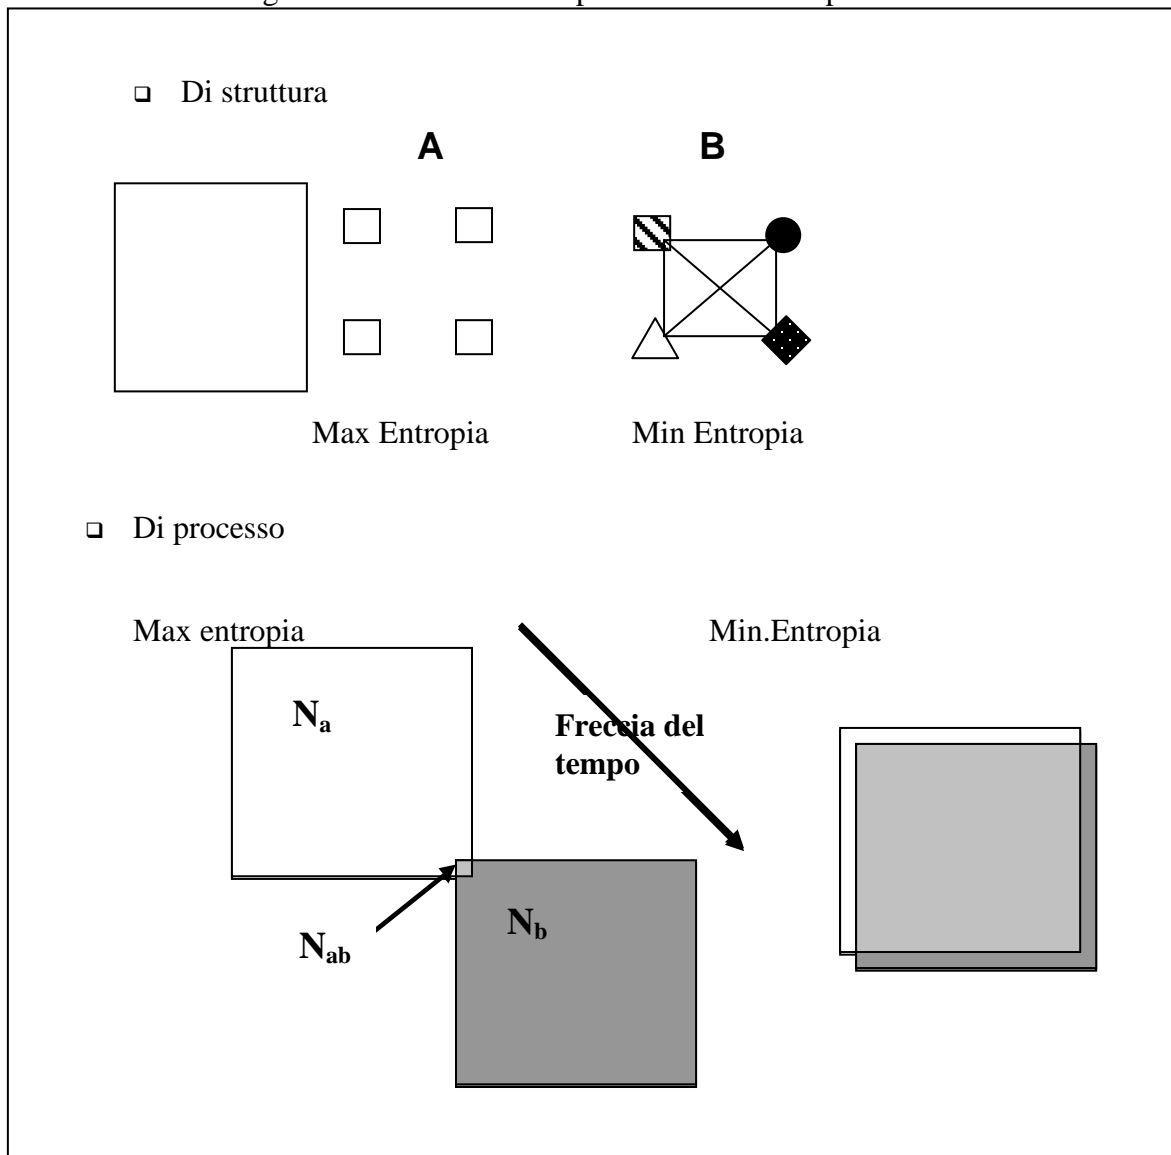 Di struttura
A B
Max Entropia Min Entropia
Di processo
Max entropia Min.Entropia
Na
Freccia del
tempo
Nb
Nab